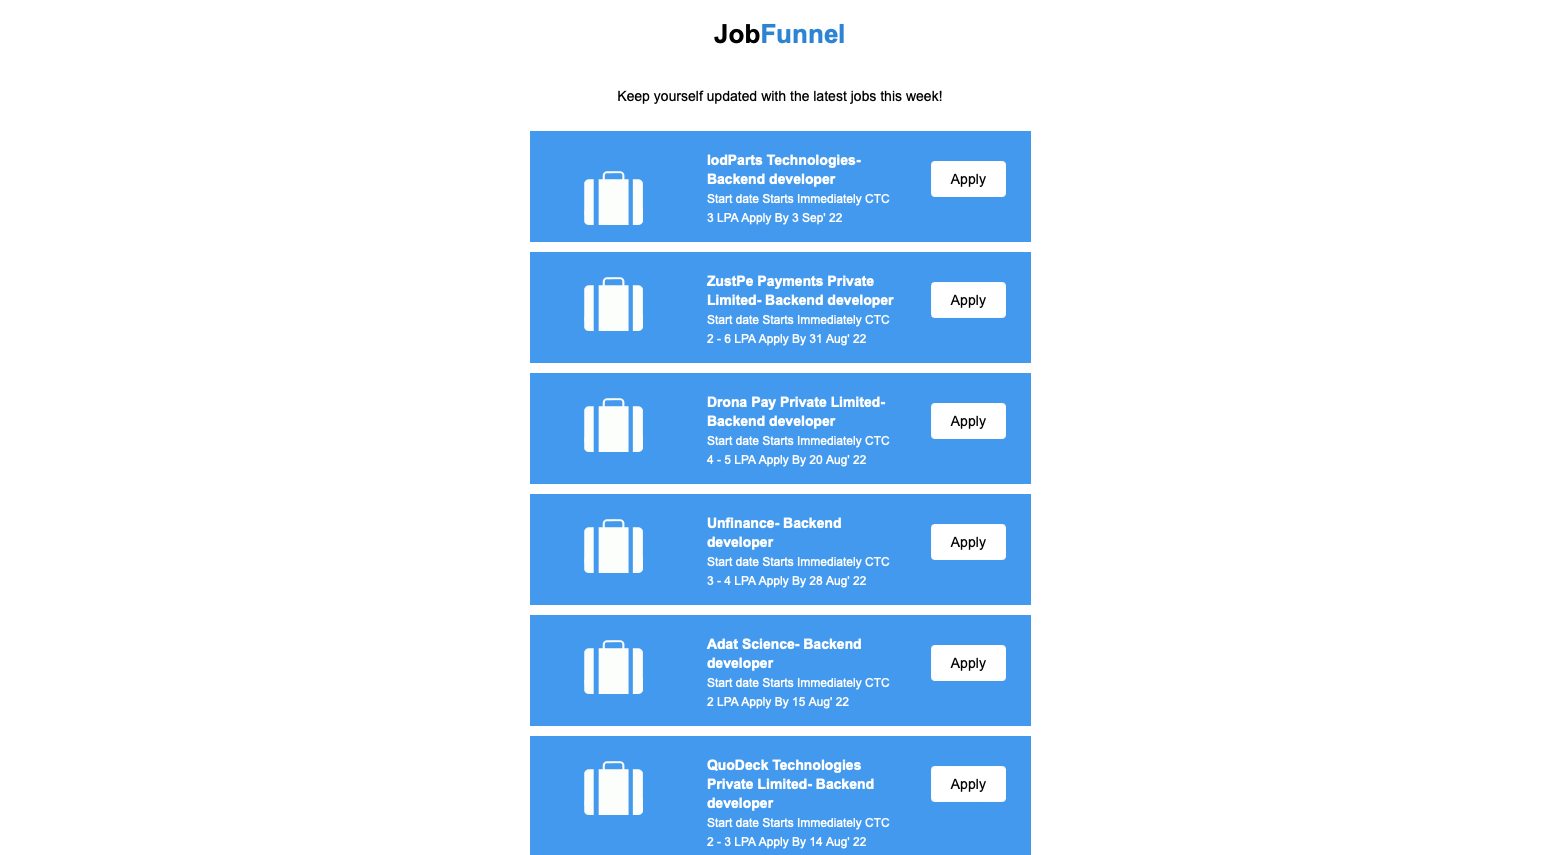 JobFunnel
Keep yourself updated with the latest jobs this week!
IodParts Technologies-
Backend developer
Start date Starts Immediately CTC
3 LPA Apply By 3 Sep' 22
Apply
ZustPe Payments Private
Limited- Backend developer
Start date Starts Immediately CTC
2 - 6 LPA Apply By 31 Aug' 22
Apply
Drona Pay Private Limited-
Backend developer
Start date Starts Immediately CTC
4 - 5 LPA Apply By 20 Aug' 22
Apply
Unfinance- Backend
developer
Start date Starts Immediately CTC
3 - 4 LPA Apply By 28 Aug' 22
Apply
Adat Science- Backend
developer
Start date Starts Immediately CTC
2 LPA Apply By 15 Aug' 22
Apply
QuoDeck Technologies
Private Limited- Backend
developer
Start date Starts Immediately CTC
2 - 3 LPA Apply By 14 Aug' 22
Apply